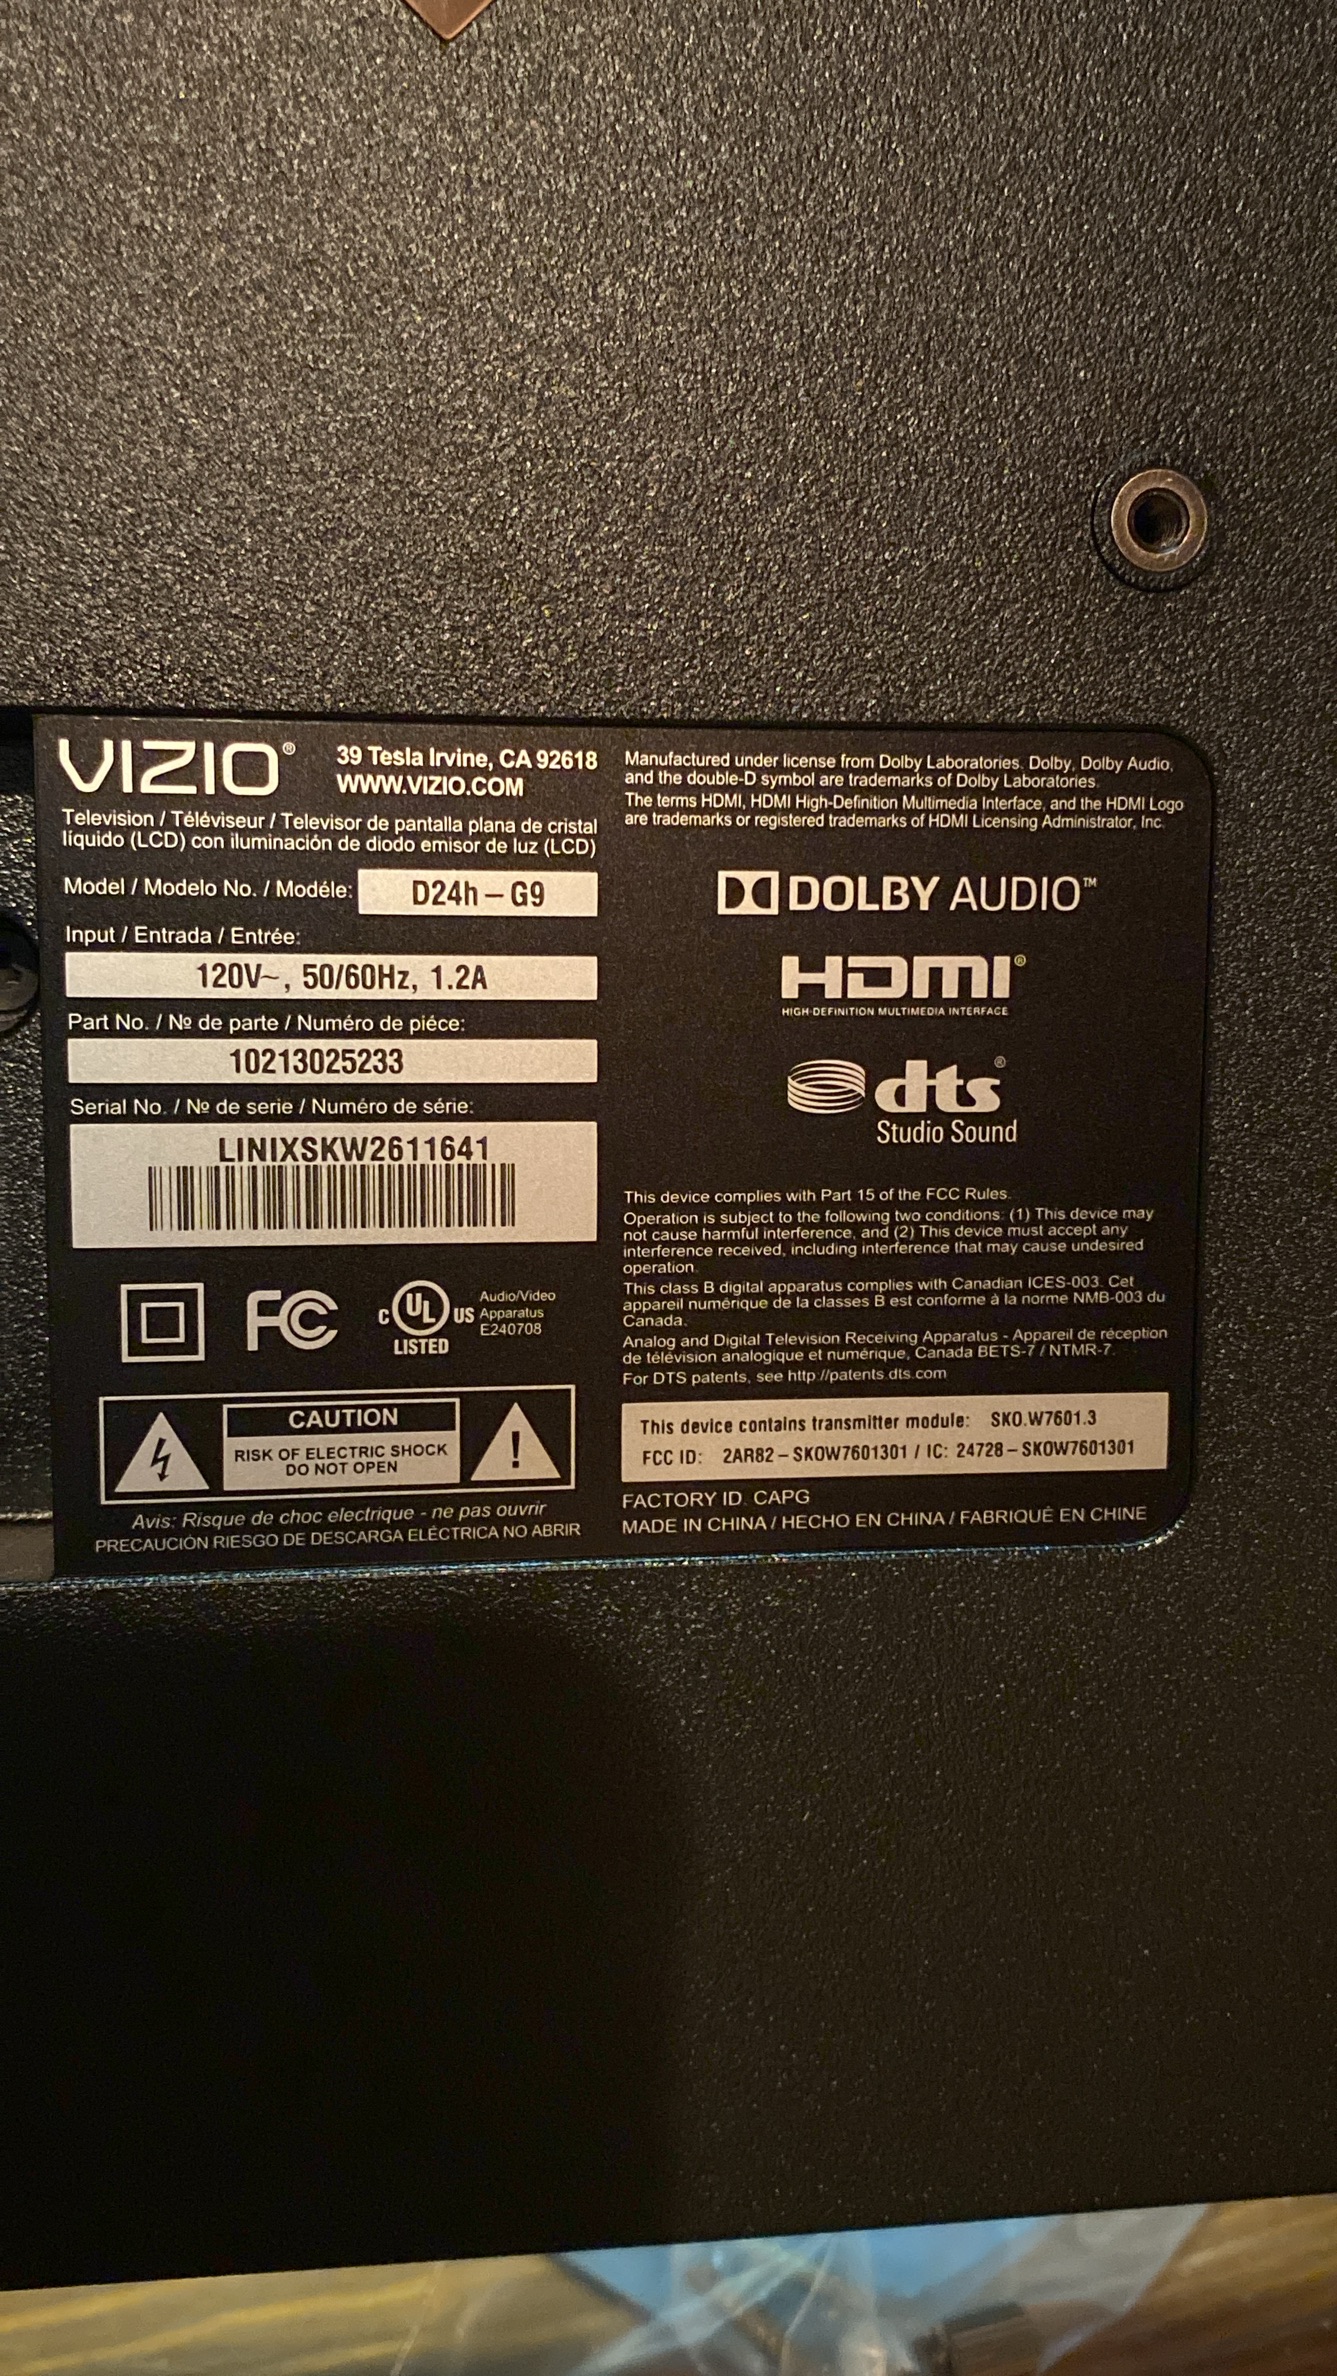 VIZIO®
39 Tesla Irvine, CA 92618
WWW.VIZIO.COM
Television / Téléviseur / Televisor de pantalla plana de cristal
líquido (LCD) con iluminación de diodo emisor de luz (LCD)
Model / Modelo No. / Modéle: D24h – G9
Input / Entrada / Entrée:
120V~, 50/60Hz, 1.2A
Part No. / Nº de parte / Numéro de piéce:
10213025233
Serial No. / Nº de serie / Numéro de série:
LINIXSKW2611641
FC
C UL US
LISTED
Audio/Video
Apparatus
E240708
CAUTION
RISK OF ELECTRIC SHOCK
DO NOT OPEN
!
Avis: Risque de choc electrique - ne pas ouvrir
PRECAUCIÓN RIESGO DE DESCARGA ELÉCTRICA NO ABRIR
Manufactured under license from Dolby Laboratories. Dolby, Dolby Audio,
and the double-D symbol are trademarks of Dolby Laboratories.
The terms HDMI, HDMI High-Definition Multimedia Interface, and the HDMI Logo
are trademarks or registered trademarks of HDMI Licensing Administrator, Inc.
DOLBY AUDIO™
HDMI®
HIGH-DEFINITION MULTIMEDIA INTERFACE
dts®
Studio Sound
This device complies with Part 15 of the FCC Rules.
Operation is subject to the following two conditions: (1) This device may
not cause harmful interference, and (2) This device must accept any
interference received, including interference that may cause undesired
operation.
This class B digital apparatus complies with Canadian ICES-003. Cet
appareil numérique de la classes B est conforme à la norme NMB-003 du
Canada.
Analog and Digital Television Receiving Apparatus - Appareil de réception
de télévision analogique et numérique, Canada BETS-7 / NTMR-7.
For DTS patents, see http://patents.dts.com
This device contains transmitter module: SKO.W7601.3
FCC ID: 2AR82 – SKOW7601301 / IC: 24728 – SKOW7601301
FACTORY ID. CAPG
MADE IN CHINA / HECHO EN CHINA / FABRIQUÉ EN CHINE